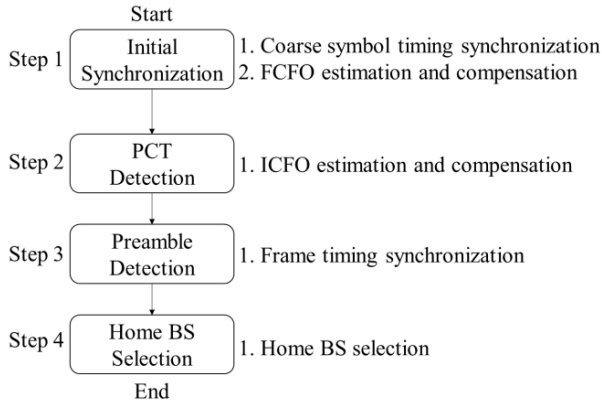 Start
Step 1
Initial
Synchronization
1. Coarse symbol timing synchronization
2. FCFO estimation and compensation
Step 2
PCT
Detection
1. ICFO estimation and compensation
Step 3
Preamble
Detection
1. Frame timing synchronization
Step 4
Home BS
Selection
1. Home BS selection
End